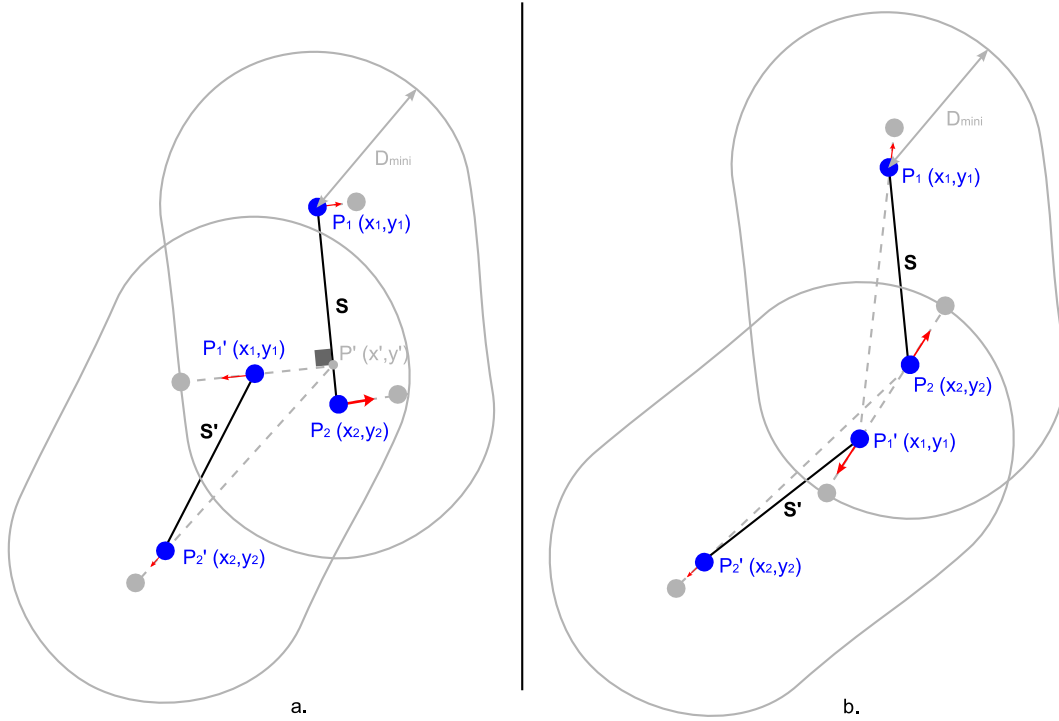 Dmini
P1 (x1,y1)
S
P1' (x1,y1)
P' (x',y')
P2 (x2,y2)
S'
P2' (x2,y2)
a.
Dmini
P1 (x1,y1)
S
P2 (x2,y2)
P1' (x1,y1)
S'
P2' (x2,y2)
b.